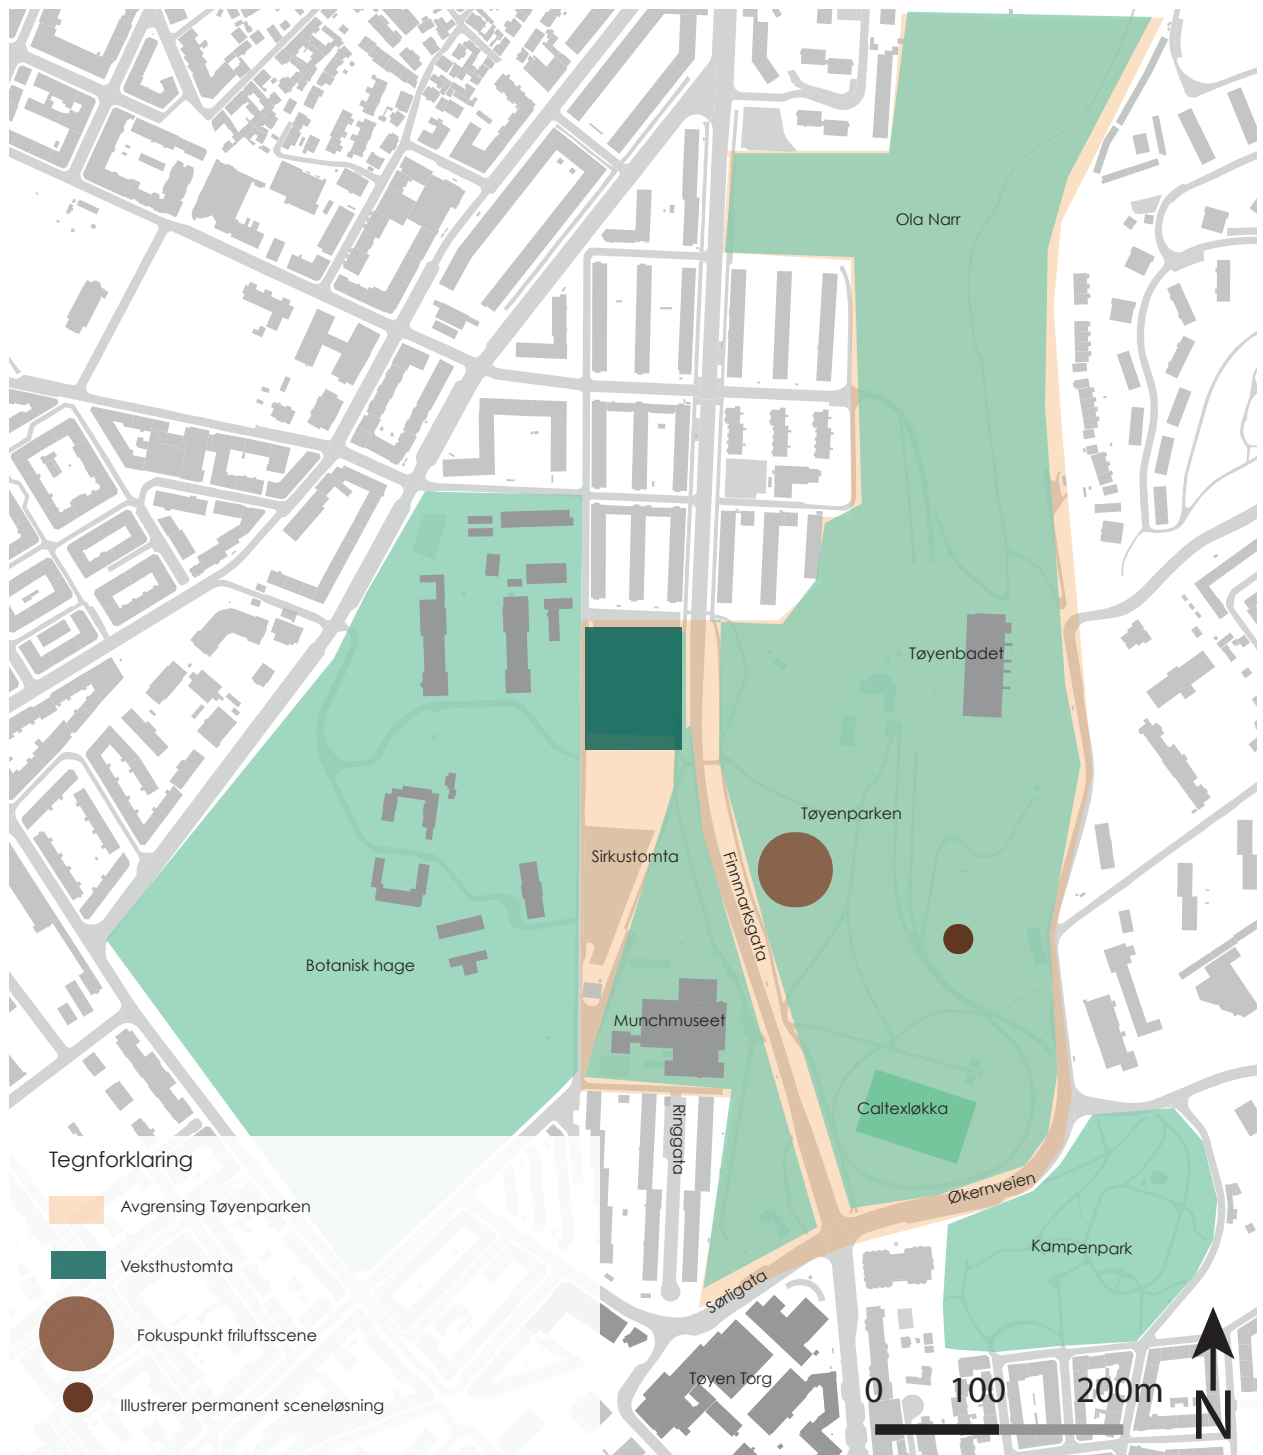 Ola Narr
Tøyenbadet
Tøyenparken
Sirkustomta
Finnmarksgata
Botanisk hage
Munchmuseet
Caltexløkka
Ringgata
Økernveien
Kampenpark
Sørligata
Tøyen Torg
Tegnforklaring
Avgrensing Tøyenparken
Veksthustomta
Fokuspunkt friluftsscene
Illustrerer permanent sceneløsning
0 100 200m
N